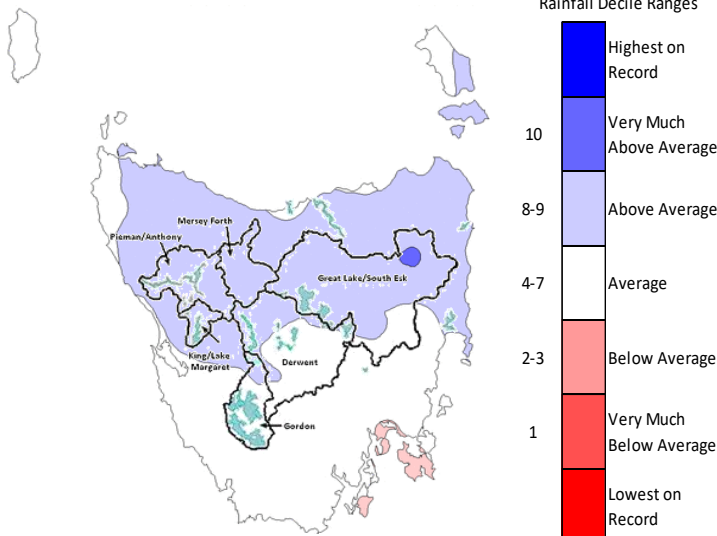 Rainfall Decile Ranges
Highest on
Record
10
Very Much
Above Average
8-9
Above Average
4-7
Average
2-3
Below Average
1
Very Much
Below Average
Lowest on
Record
Mersey Forth
Pieman/Anthony
Great Lake/South Esk
King/Lake
Margaret
Derwent
Gordon